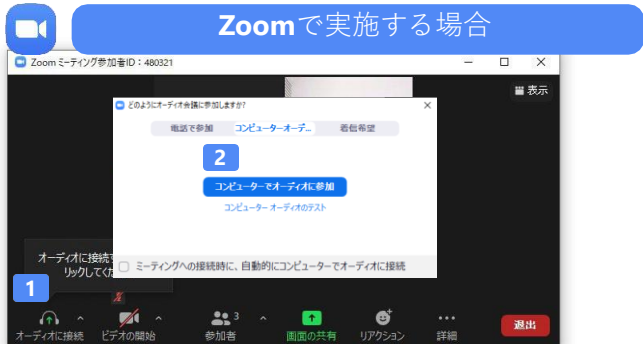 Zoomで実施する場合
Zoom ミーティング参加者ID：480321
表示
どのようにオーディオ会議に参加しますか?
電話で参加 コンピューターオーデ... 着信希望
2
コンピューターでオーディオに参加
コンピューター オーディオのテスト
オーディオに接続
リックしてくだ
ミーティングへの接続時に、自動的にコンピューターでオーディオに接続
1
3
オーディオに接続 ビデオの開始 参加者 画面の共有 リアクション 詳細 退出